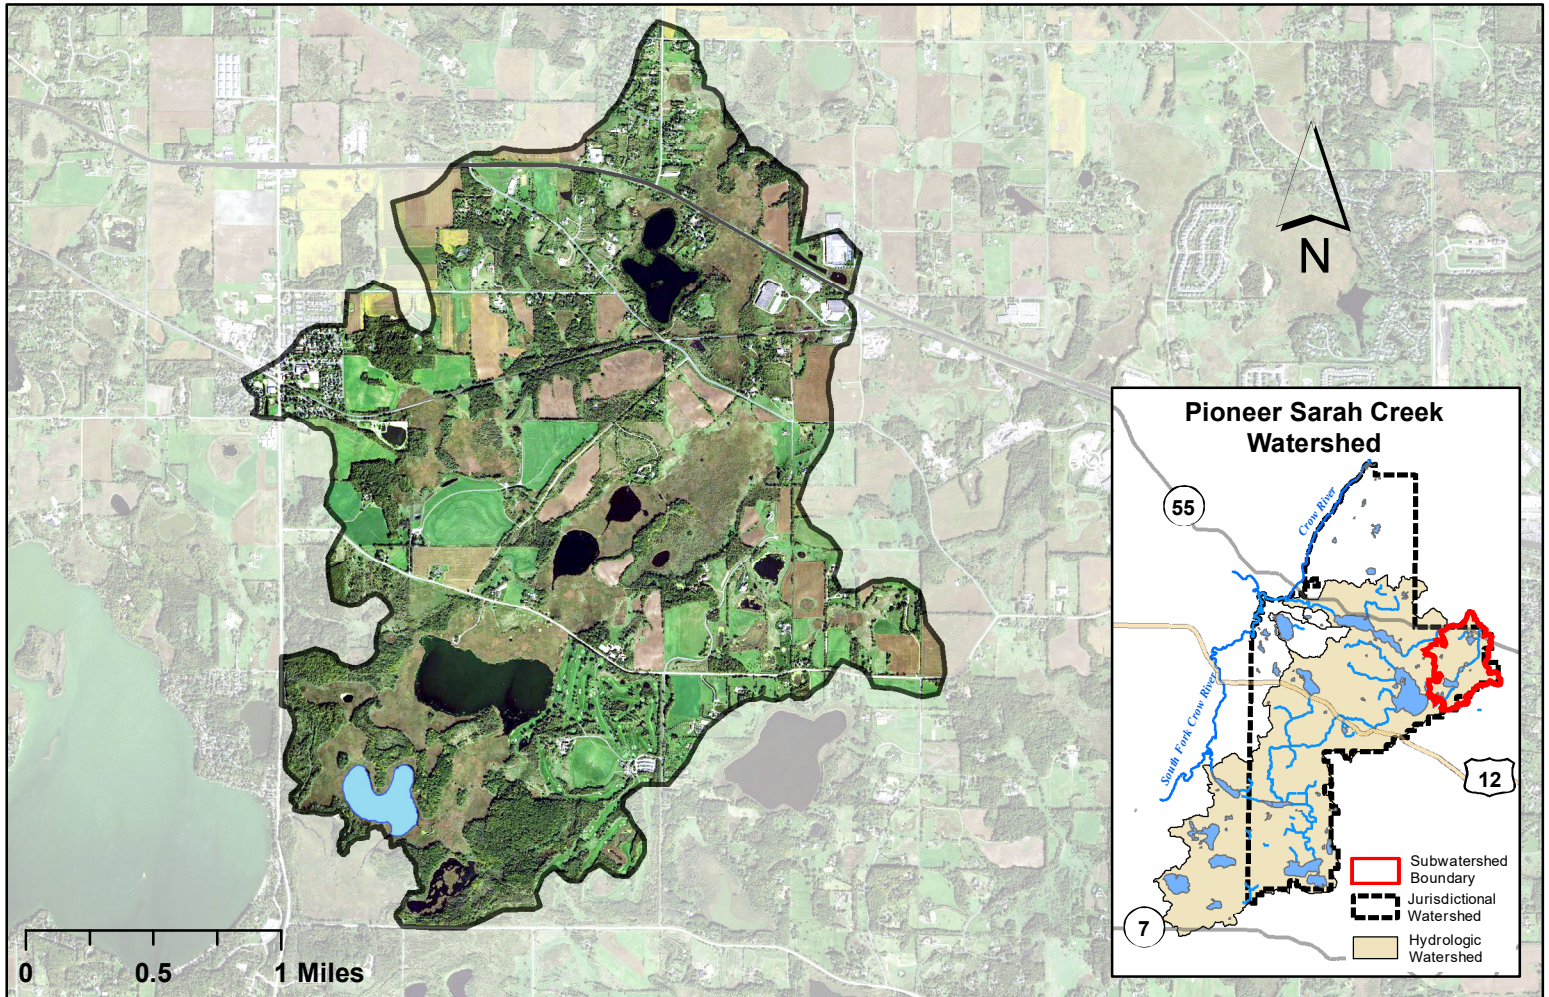 N
0 0.5 1 Miles
Pioneer Sarah Creek
Watershed
55
Crow River
South Fork Crow River
12
7
Subwatershed
Boundary
Jurisdictional
Watershed
Hydrologic
Watershed